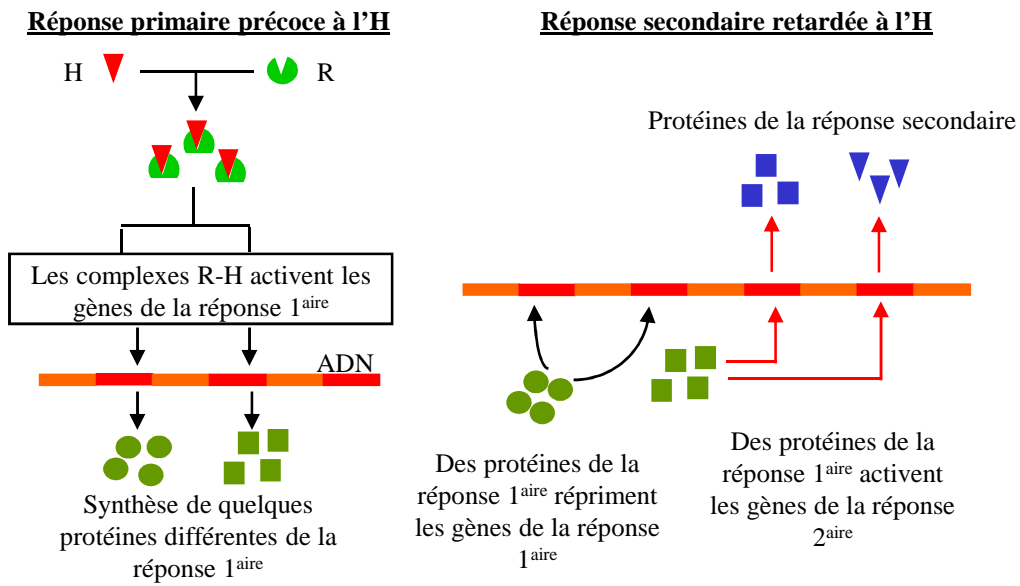 Réponse primaire précoce à l’H
H
R
Les complexes R-H activent les
gènes de la réponse 1aire
ADN
Synthèse de quelques
protéines différentes de la
réponse 1aire
Réponse secondaire retardée à l’H
Protéines de la réponse secondaire
Des protéines de la
réponse 1aire répriment
les gènes de la réponse
1aire
Des protéines de la
réponse 1aire activent
les gènes de la réponse
2aire